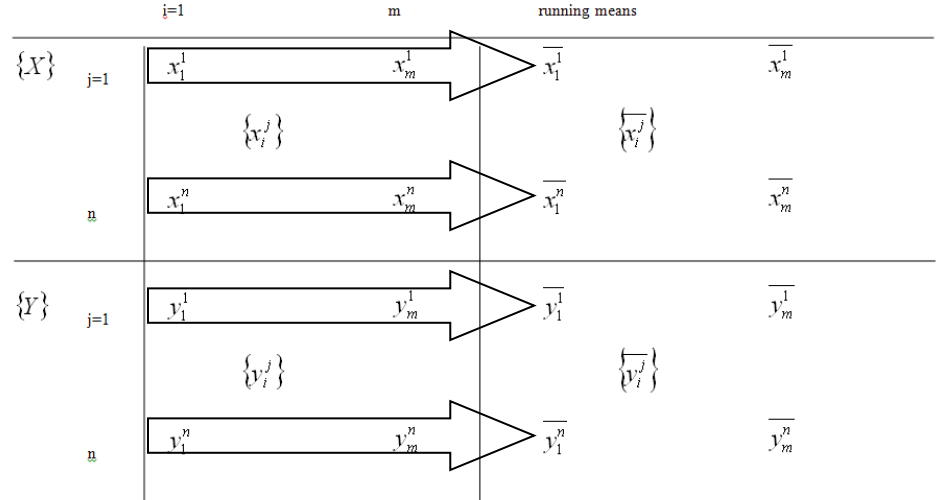 i=1 m running means
{X} j=1 $x_1^1$ $x_m^1$ $\overline{x_1^1}$ $\overline{x_m^1}$
$\{x_i^j\}$ $\{\overline{x_i^j}\}$
n $x_1^n$ $x_m^n$ $\overline{x_1^n}$ $\overline{x_m^n}$
{Y} j=1 $y_1^1$ $y_m^1$ $\overline{y_1^1}$ $\overline{y_m^1}$
$\{y_i^j\}$ $\{\overline{y_i^j}\}$
n $y_1^n$ $y_m^n$ $\overline{y_1^n}$ $\overline{y_m^n}$